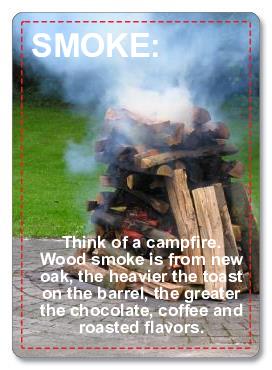 SMOKE:
Think of a campfire.
Wood smoke is from new
oak, the heavier the toast
on the barrel, the greater
the chocolate, coffee and
roasted flavors.